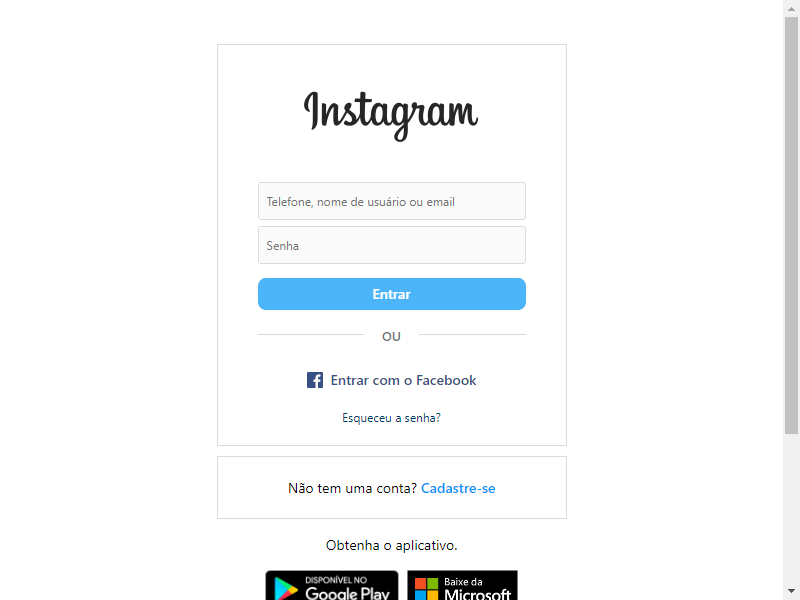 Instagram
Telefone, nome de usuário ou email
Senha
Entrar
OU
Entrar com o Facebook
Esqueceu a senha?
Não tem uma conta? Cadastre-se
Obtenha o aplicativo.
DISPONÍVEL NO
Google Play
Baixe da
Microsoft